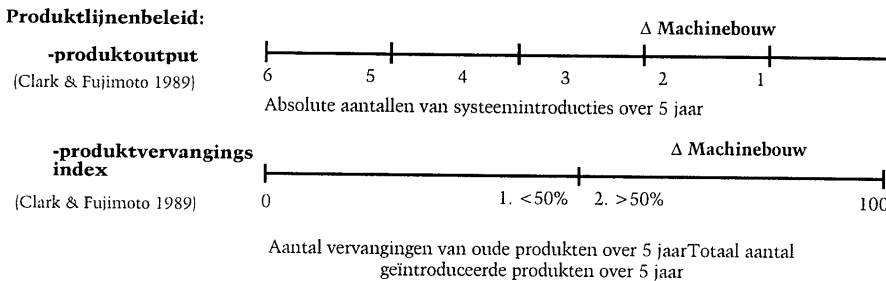 Produktlijnenbeleid:
Δ Machinebouw
-produktoutput
(Clark & Fujimoto 1989)
6 5 4 3 2 1
Absolute aantallen van systeemintroducties over 5 jaar
-produktvervangings
index
Δ Machinebouw
(Clark & Fujimoto 1989)
0 1. <50% 2. >50% 100
Aantal vervangingen van oude produkten over 5 jaarTotaal aantal
geïntroduceerde produkten over 5 jaar